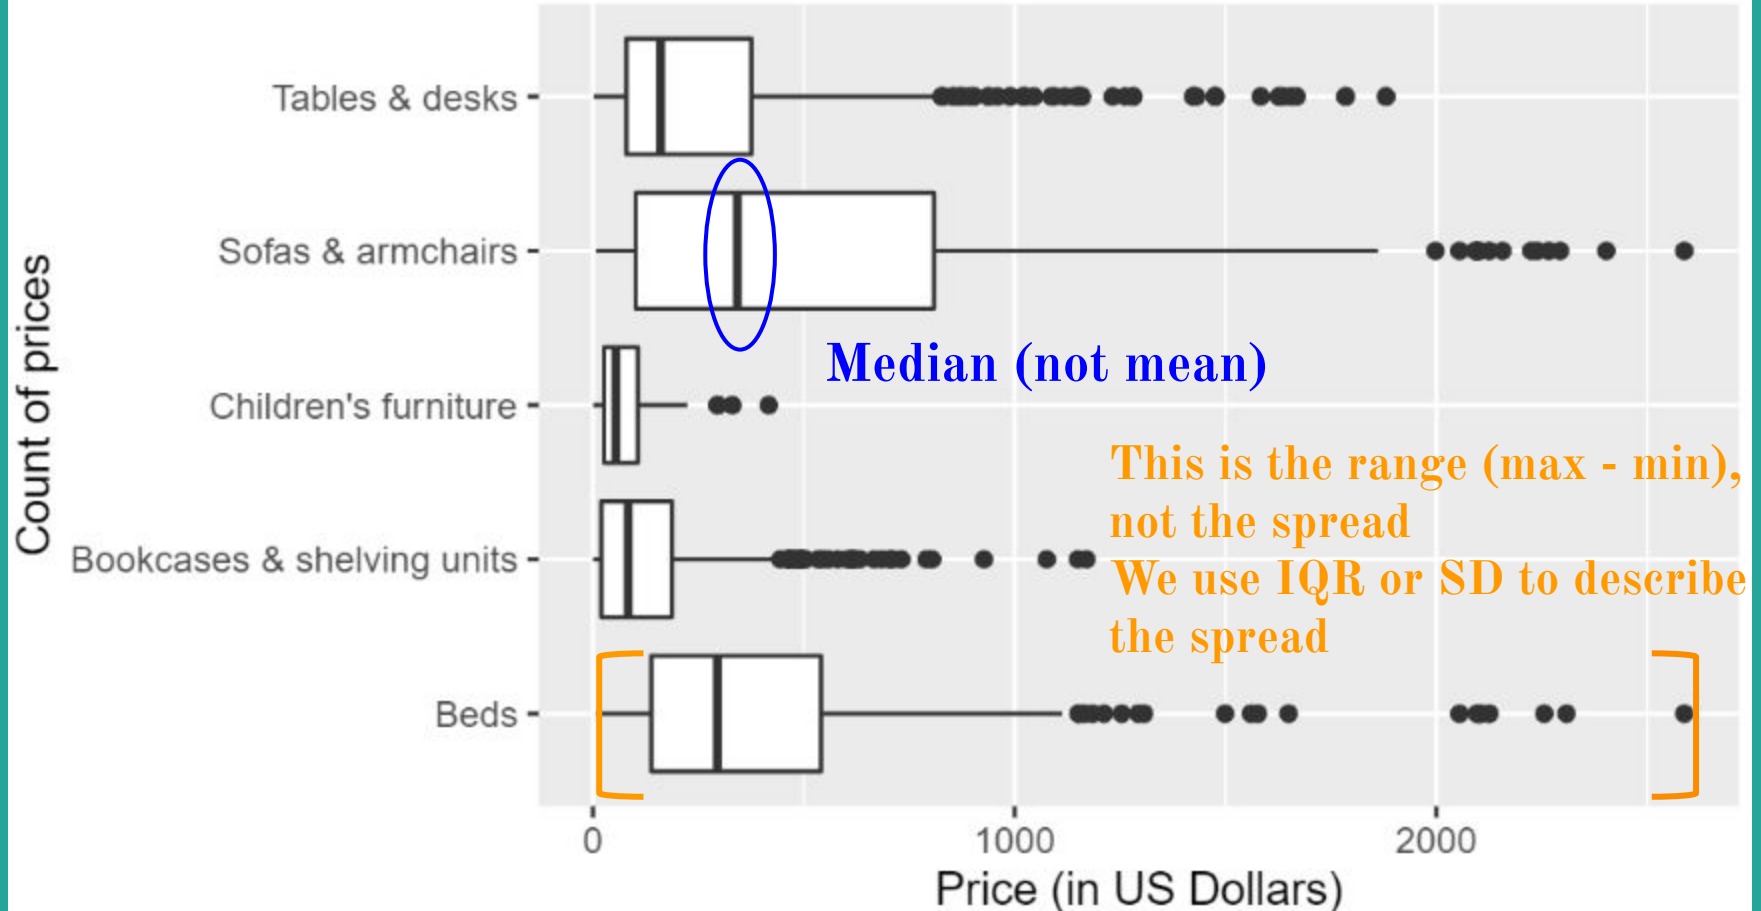 Tables & desks
Sofas & armchairs
Median (not mean)
Children's furniture
This is the range (max - min),
not the spread
Bookcases & shelving units
We use IQR or SD to describe
the spread
Beds
Count of prices
0
1000
2000
Price (in US Dollars)